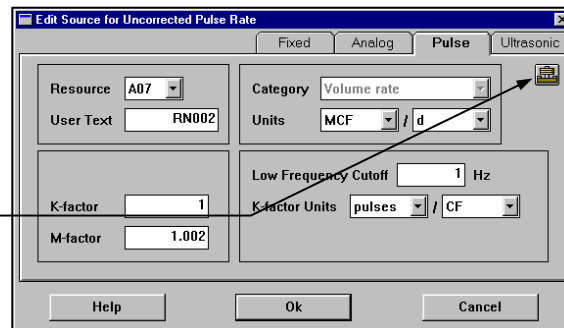 Edit Source for Uncorrected Pulse Rate
Fixed Analog Pulse Ultrasonic
Resource A07
User Text RN002
Category Volume rate
Units MCF / d
K-factor 1
M-factor 1.002
Low Frequency Cutoff 1 Hz
K-factor Units pulses / CF
Help Ok Cancel